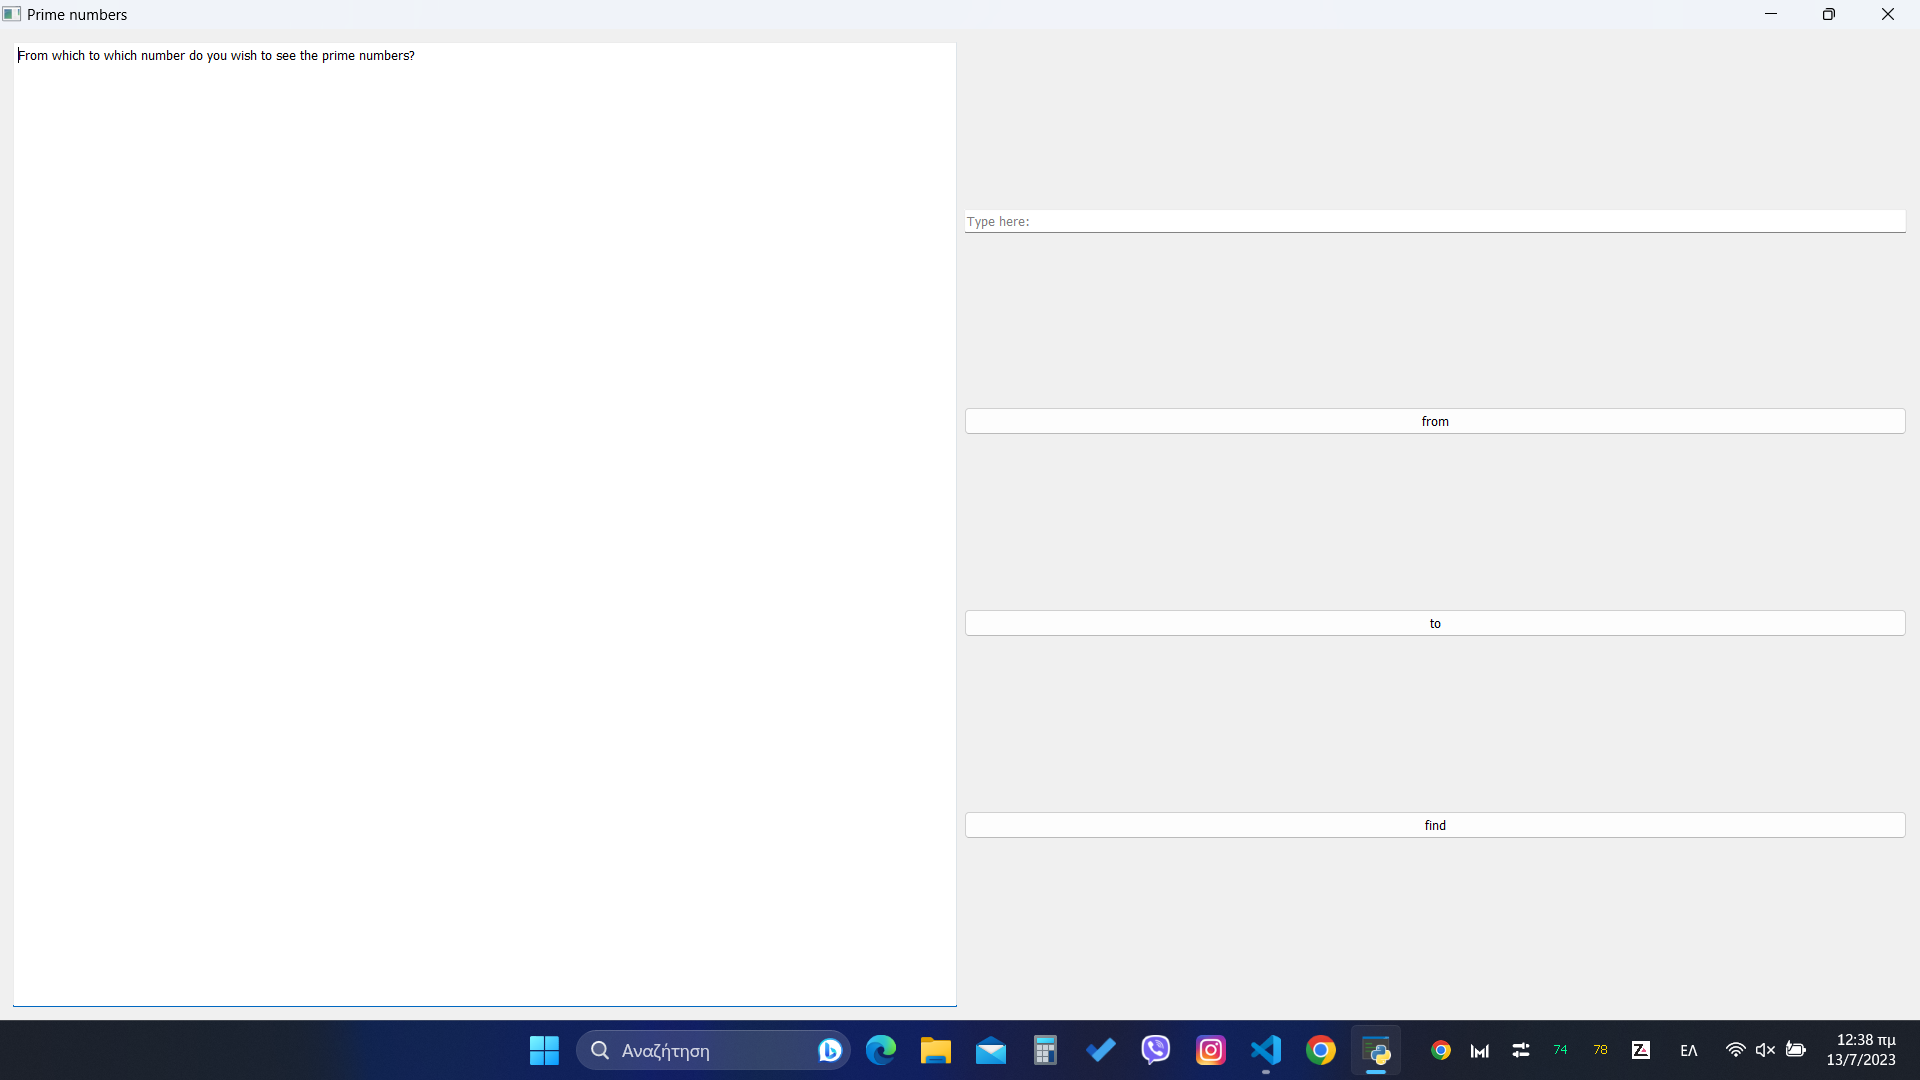 Prime numbers
From which to which number do you wish to see the prime numbers?
Type here:
from
to
find
Αναζήτηση
74
78
ΕΛ
12:38 πμ
13/7/2023